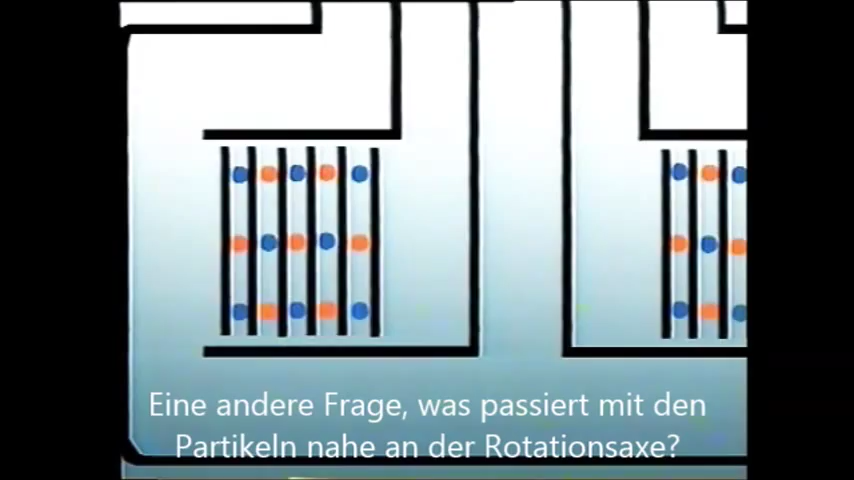 Eine andere Frage, was passiert mit den
Partikeln nahe an der Rotationsaxe?